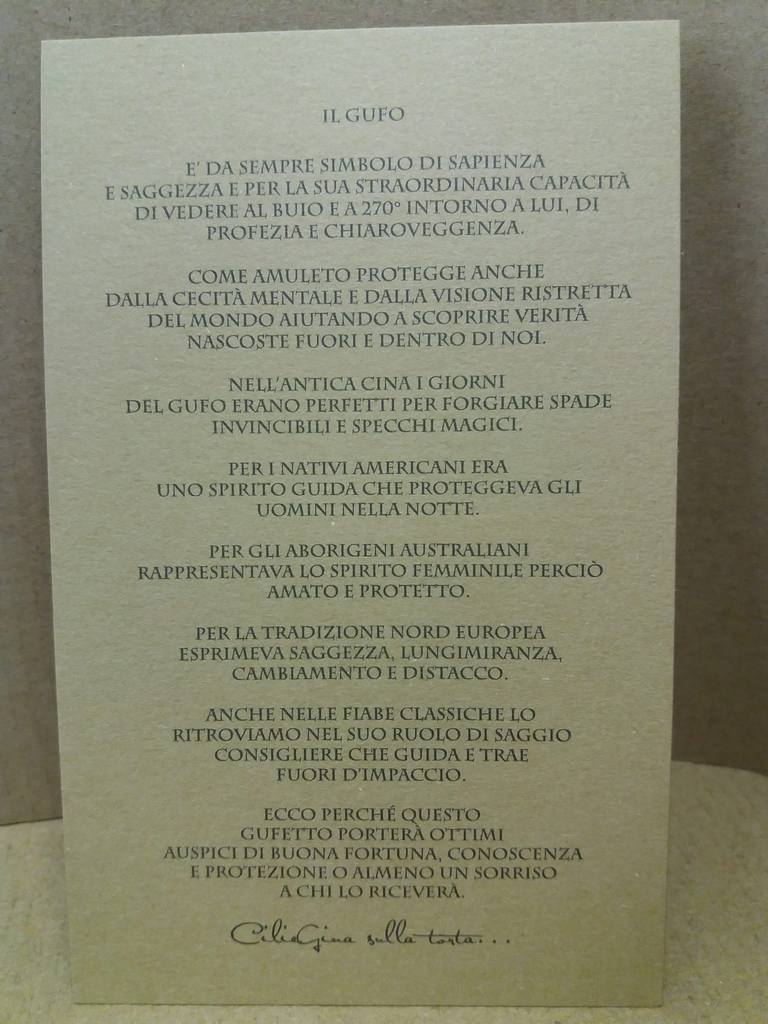 IL GUFO
E' DA SEMPRE SIMBOLO DI SAPIENZA
E SAGGEZZA E PER LA SUA STRAORDINARIA CAPACITÀ
DI VEDERE AL BUIO E A 270° INTORNO A LUI, DI
PROFEZIA E CHIAROVEGGENZA.
COME AMULETO PROTEGGE ANCHE
DALLA CECITÀ MENTALE E DALLA VISIONE RISTRETTA
DEL MONDO AIUTANDO A SCOPRIRE VERITÀ
NASCOSTE FUORI E DENTRO DI NOI.
NELL'ANTICA CINA I GIORNI
DEL GUFO ERANO PERFETTI PER FORGIARE SPADE
INVINCIBILI E SPECCHI MAGICI.
PER I NATIVI AMERICANI ERA
UNO SPIRITO GUIDA CHE PROTEGGEVA GLI
UOMINI NELLA NOTTE.
PER GLI ABORIGENI AUSTRALIANI
RAPPRESENTAVA LO SPIRITO FEMMINILE PERCIÒ
AMATO E PROTETTO.
PER LA TRADIZIONE NORD EUROPEA
ESPRIMEVA SAGGEZZA, LUNGIMIRANZA,
CAMBIAMENTO E DISTACCO.
ANCHE NELLE FIABE CLASSICHE LO
RITROVIAMO NEL SUO RUOLO DI SAGGIO
CONSIGLIERE CHE GUIDA E TRAE
FUORI D'IMPACCIO.
ECCO PERCHÉ QUESTO
GUFETTO PORTERÀ OTTIMI
AUSPICI DI BUONA FORTUNA, CONOSCENZA
E PROTEZIONE O ALMENO UN SORRISO
A CHI LO RICEVERÀ.
CilieGina sulla torta...